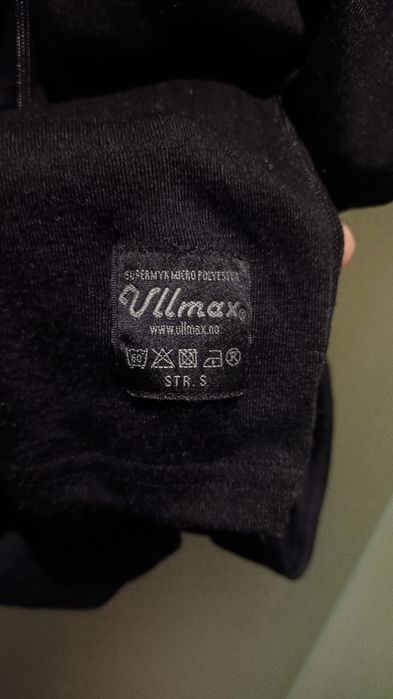 SUPERMYK MICRO POLYESTER
Ullmax®
www.ullmax.no
60 ®
STR. S